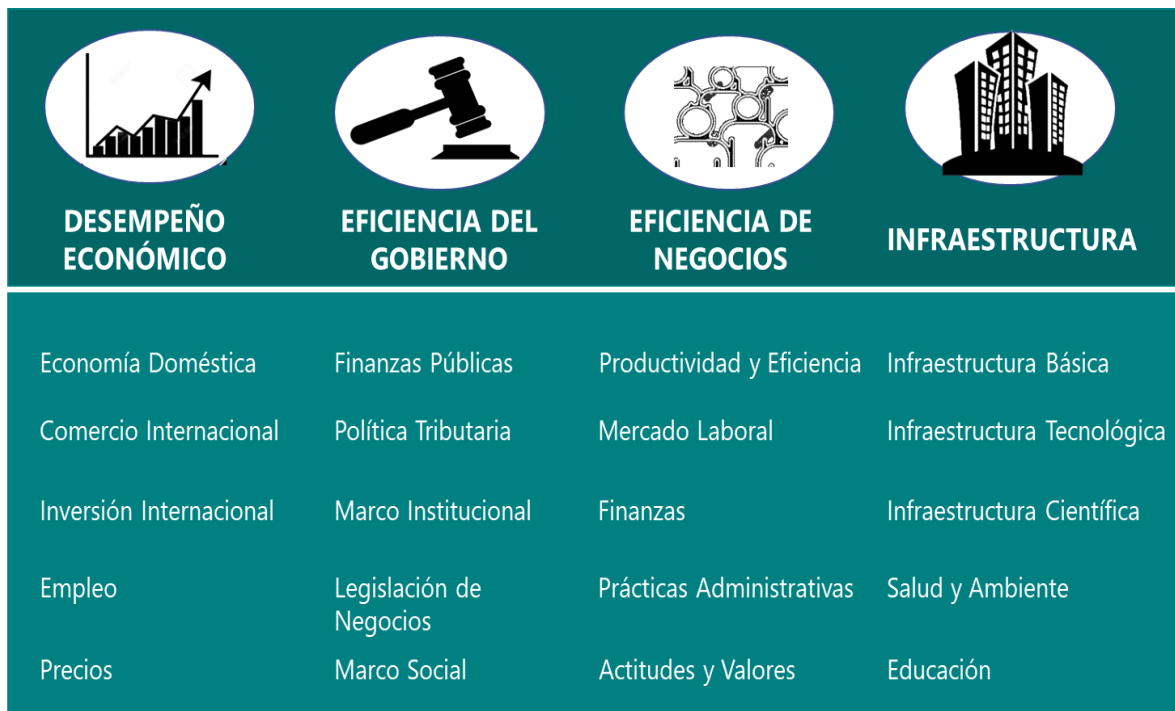 DESEMPEÑO
ECONÓMICO
EFICIENCIA DEL
GOBIERNO
EFICIENCIA DE
NEGOCIOS
INFRAESTRUCTURA
Economía Doméstica
Comercio Internacional
Inversión Internacional
Empleo
Precios
Finanzas Públicas
Política Tributaria
Marco Institucional
Legislación de
Negocios
Marco Social
Productividad y Eficiencia
Mercado Laboral
Finanzas
Prácticas Administrativas
Actitudes y Valores
Infraestructura Básica
Infraestructura Tecnológica
Infraestructura Científica
Salud y Ambiente
Educación